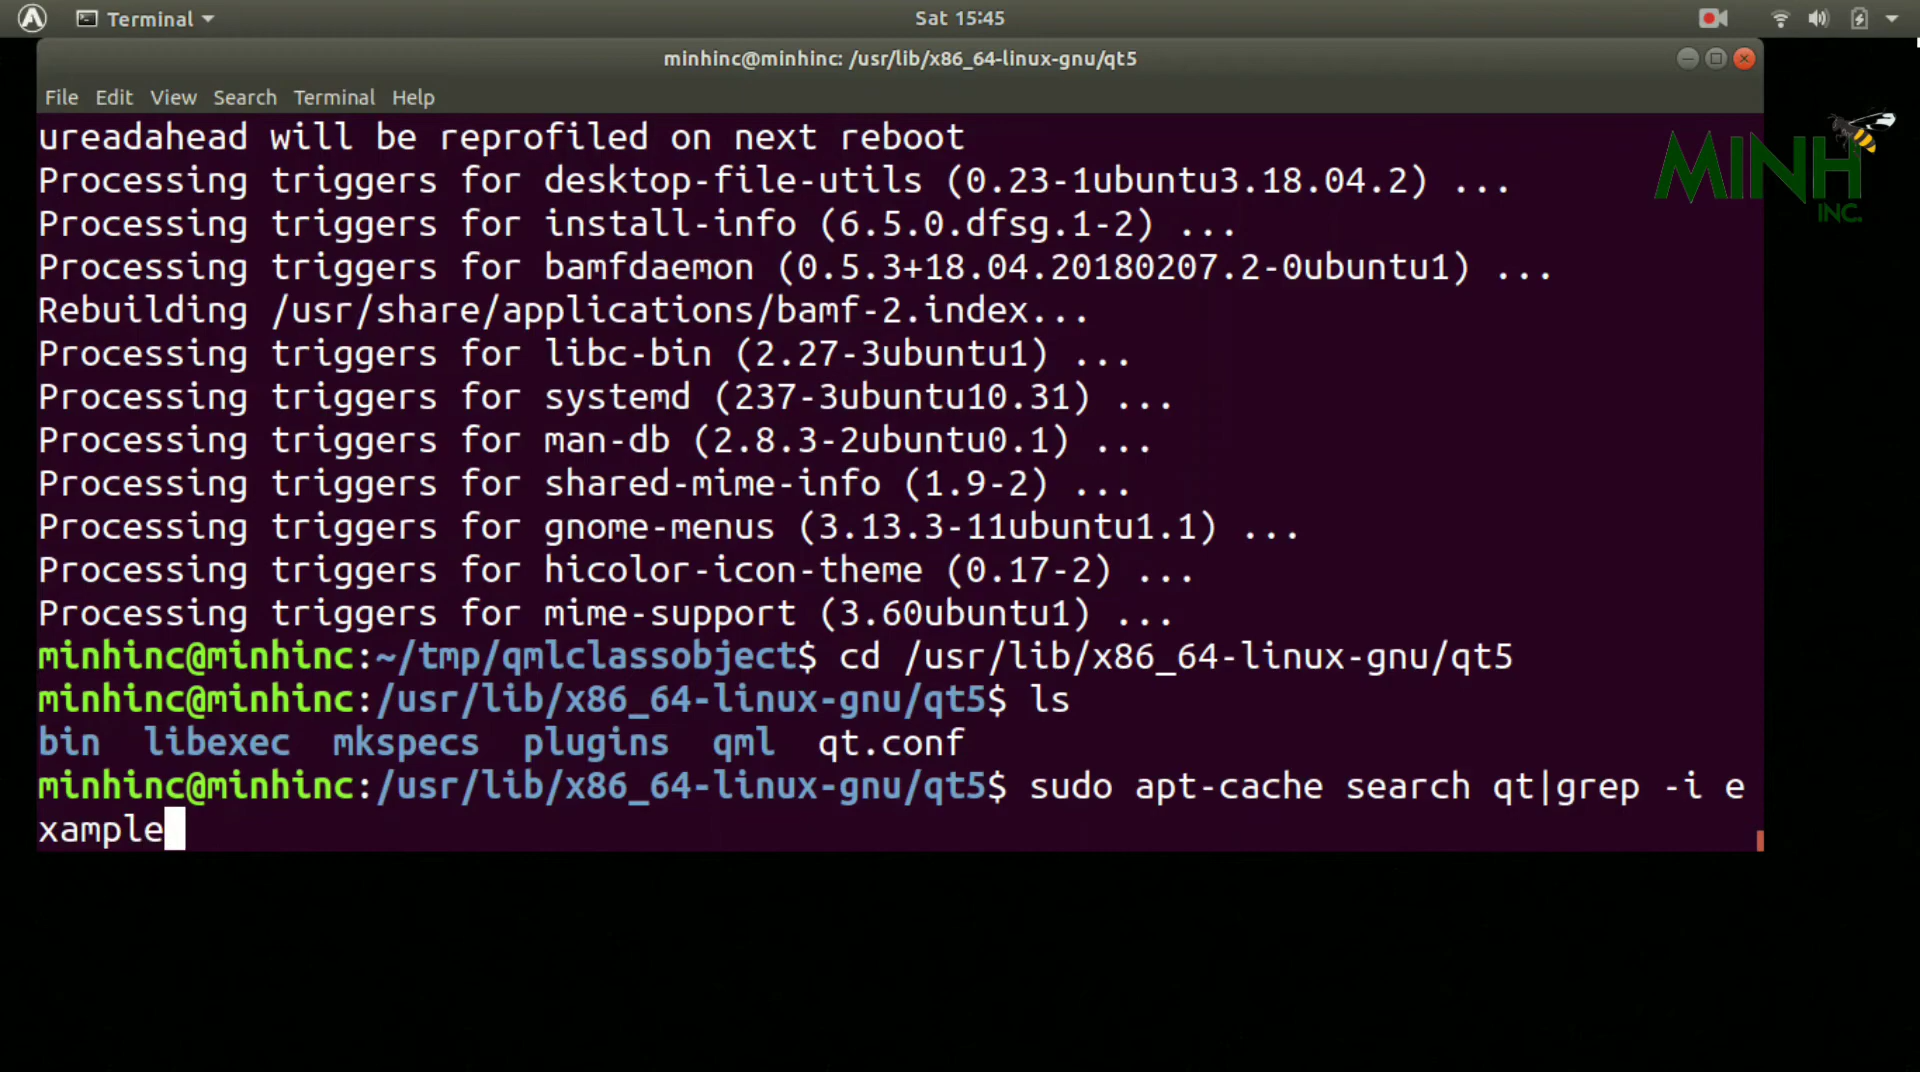 Terminal
Sat 15:45
minhinc@minhinc: /usr/lib/x86_64-linux-gnu/qt5
File Edit View Search Terminal Help
ureadahead will be reprofiled on next reboot
Processing triggers for desktop-file-utils (0.23-1ubuntu3.18.04.2) ...
Processing triggers for install-info (6.5.0.dfsg.1-2) ...
Processing triggers for bamfdaemon (0.5.3+18.04.20180207.2-0ubuntu1) ...
Rebuilding /usr/share/applications/bamf-2.index...
Processing triggers for libc-bin (2.27-3ubuntu1) ...
Processing triggers for systemd (237-3ubuntu10.31) ...
Processing triggers for man-db (2.8.3-2ubuntu0.1) ...
Processing triggers for shared-mime-info (1.9-2) ...
Processing triggers for gnome-menus (3.13.3-11ubuntu1.1) ...
Processing triggers for hicolor-icon-theme (0.17-2) ...
Processing triggers for mime-support (3.60ubuntu1) ...
minhinc@minhinc:~/tmp/qmlclassobject$ cd /usr/lib/x86_64-linux-gnu/qt5
minhinc@minhinc:/usr/lib/x86_64-linux-gnu/qt5$ ls
bin libexec mkspecs plugins qml qt.conf
minhinc@minhinc:/usr/lib/x86_64-linux-gnu/qt5$ sudo apt-cache search qt|grep -i e
xample
MINH
INC.